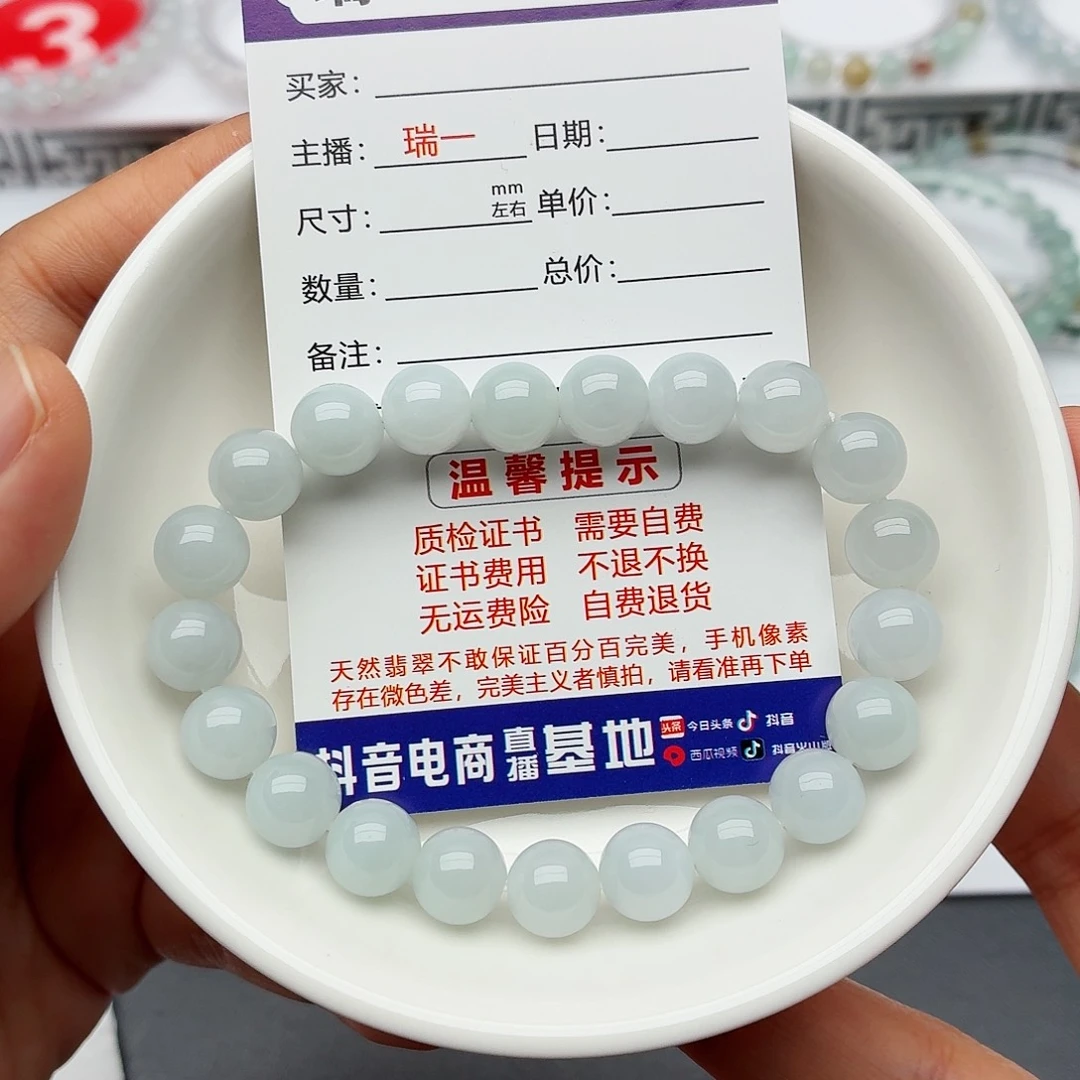 3
买家：
主播：瑞一 日期：
尺寸： mm左右 单价：
数量： 总价：
备注：
温馨提示
质检证书 需要自费
证书费用 不退不换
无运费险 自费退货
天然翡翠不敢保证百分百完美，手机像素
存在微色差，完美主义者慎拍，请看准再下单
抖音电商直播基地 头条 今日头条 抖音
西瓜视频